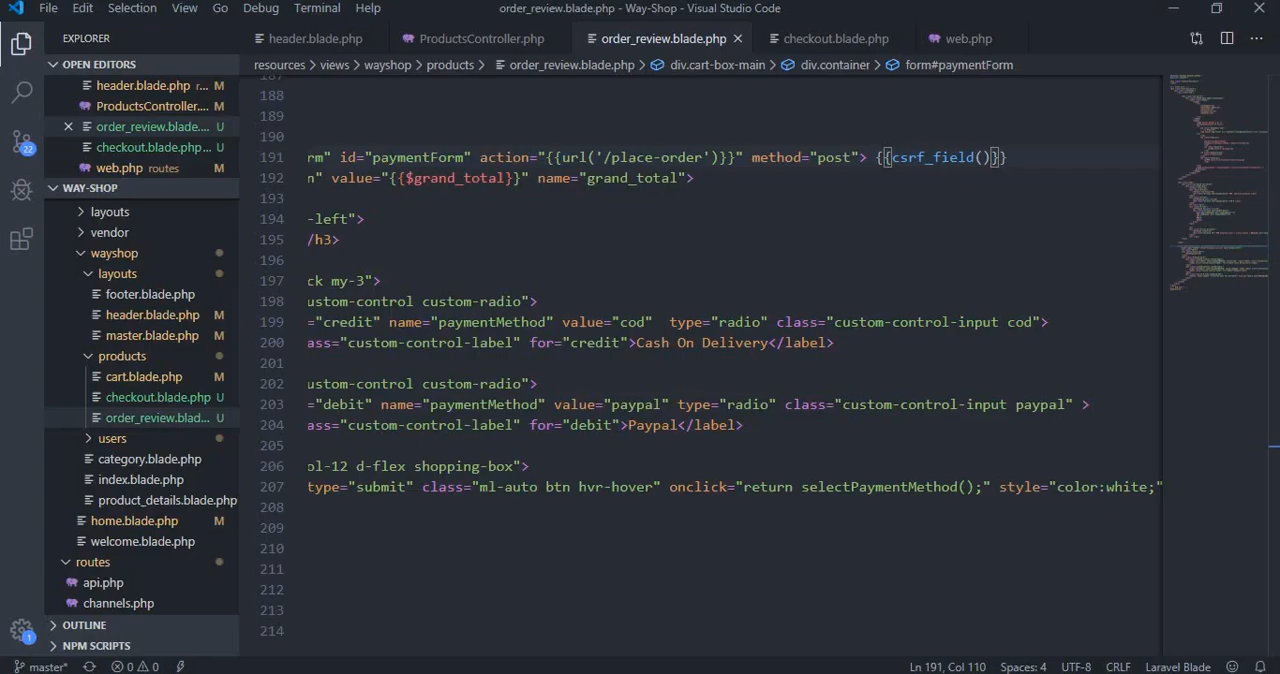 File Edit Selection View Go Debug Terminal Help order_review.blade.php - Way-Shop - Visual Studio Code
EXPLORER
header.blade.php ProductsController.php order_review.blade.php checkout.blade.php web.php
OPEN EDITORS
header.blade.php r... M
ProductsController.... M
order_review.blade.... U
checkout.blade.php... U
web.php routes M
WAY-SHOP
layouts
vendor
wayshop
layouts
footer.blade.php
header.blade.php M
master.blade.php M
products
cart.blade.php M
checkout.blade.php U
order_review.blad... U
users
category.blade.php
index.blade.php
product_details.blade.php
home.blade.php M
welcome.blade.php
routes
api.php
channels.php
OUTLINE
NPM SCRIPTS
resources > views > wayshop > products > order_review.blade.php > div.cart-box-main > div.container > form#paymentForm
187
188
189
190
191 rm" id="paymentForm" action="{{url('/place-order')}}" method="post"> {{csrf_field()}}
192 n" value="{{$grand_total}}" name="grand_total">
193
194 -left">
195 /h3>
196
197 ck my-3">
198 ustom-control custom-radio">
199 ="credit" name="paymentMethod" value="cod"  type="radio" class="custom-control-input cod">
200 ass="custom-control-label" for="credit">Cash On Delivery</label>
201
202 ustom-control custom-radio">
203 ="debit" name="paymentMethod" value="paypal" type="radio" class="custom-control-input paypal" >
204 ass="custom-control-label" for="debit">Paypal</label>
205
206 ol-12 d-flex shopping-box">
207 type="submit" class="ml-auto btn hvr-hover" onclick="return selectPaymentMethod();" style="color:white;"
208
209
210
211
212
213
214
22
1
master* 0 0 Ln 191, Col 110 Spaces: 4 UTF-8 CRLF Laravel Blade